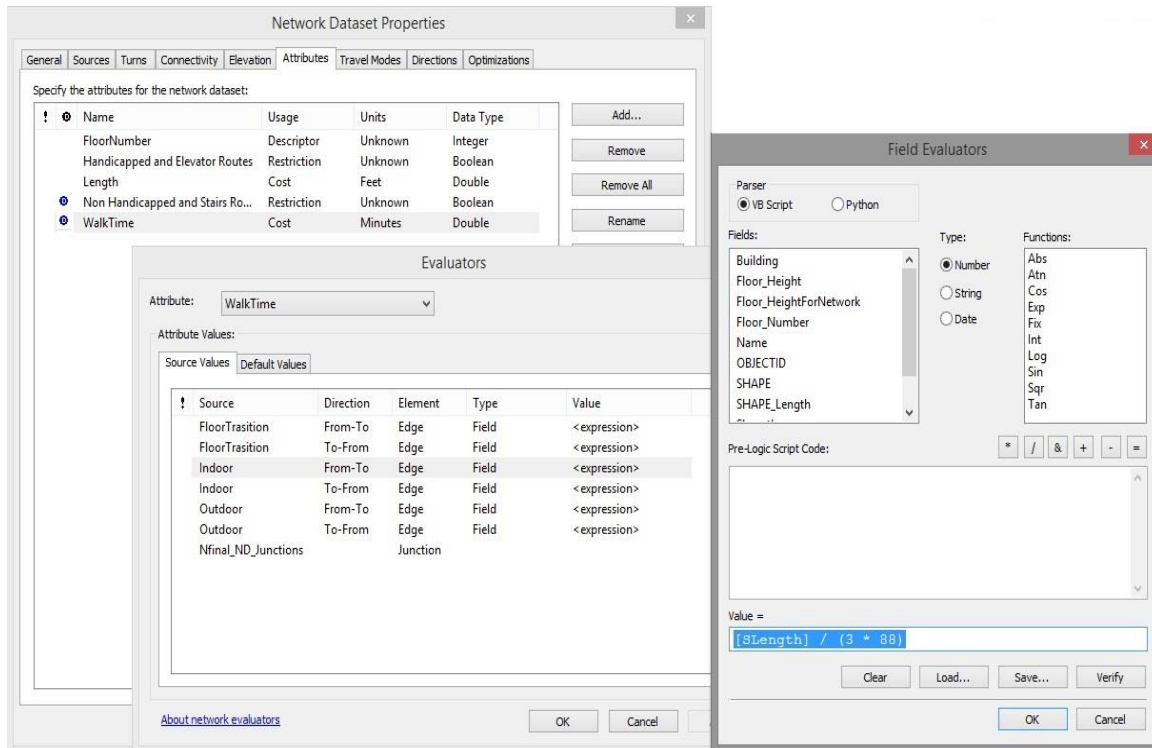 Network Dataset Properties
General Sources Turns Connectivity Elevation Attributes Travel Modes Directions Optimizations
Specify the attributes for the network dataset:
! Name Usage Units Data Type
FloorNumber Descriptor Unknown Integer
Handicapped and Elevator Routes Restriction Unknown Boolean
Length Cost Feet Double
Non Handicapped and Stairs Ro... Restriction Unknown Boolean
WalkTime Cost Minutes Double
Add...
Remove
Remove All
Rename
Evaluators
Attribute: WalkTime
Attribute Values:
Source Values Default Values
! Source Direction Element Type Value
FloorTrasition From-To Edge Field <expression>
FloorTrasition To-From Edge Field <expression>
Indoor From-To Edge Field <expression>
Indoor To-From Edge Field <expression>
Outdoor From-To Edge Field <expression>
Outdoor To-From Edge Field <expression>
Nfinal_ND_Junctions Junction
About network evaluators
OK Cancel
Field Evaluators
Parser
VB Script Python
Fields: Type: Functions:
Building
Floor_Height
Floor_HeightForNetwork
Floor_Number
Name
OBJECTID
SHAPE
SHAPE_Length
Number
String
Date
Abs
Atn
Cos
Exp
Fix
Int
Log
Sin
Sqr
Tan
Pre-Logic Script Code:
* / & + - =
Value =
[SLength] / (3 * 88)
Clear Load... Save... Verify
OK Cancel